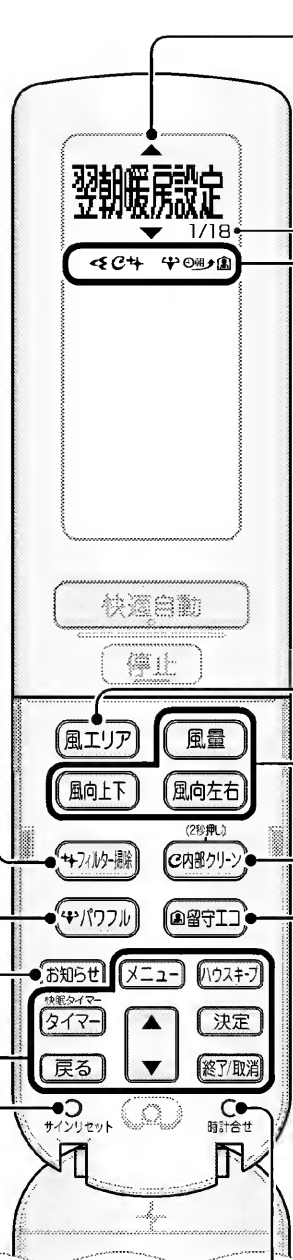 翌朝暖房設定
1/18
快適自動
停止
風エリア 風量
風向上下 風向左右
(2秒押し)
フィルター掃除 内部クリーン
パワフル 留守エコ
お知らせ メニュー ハウスキープ
快眠タイマー
タイマー 決定
戻る 終了/取消
サインリセット 時計合せ